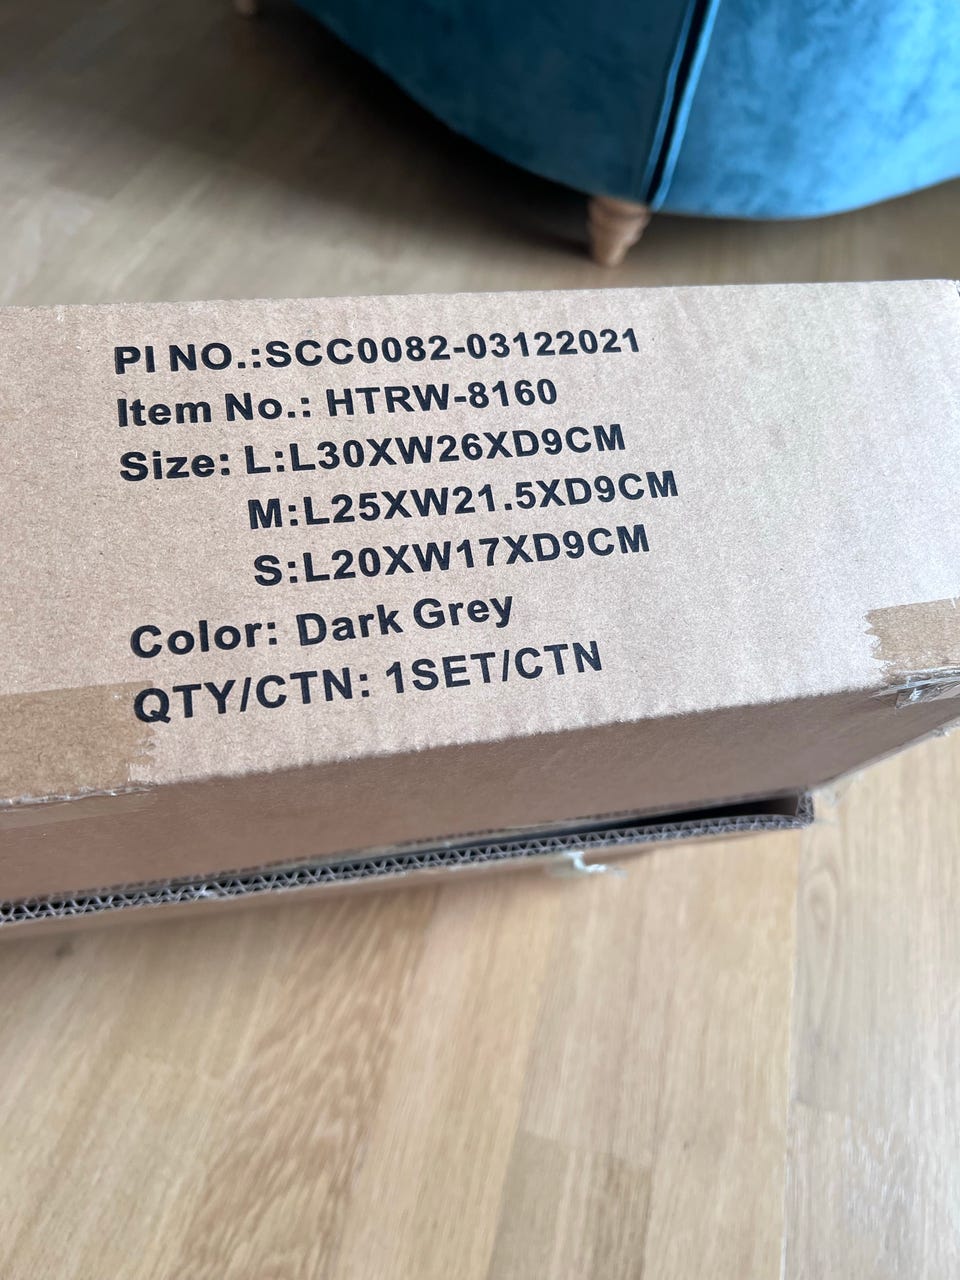 PI NO.:SCC0082-03122021
Item No.: HTRW-8160
Size: L:L30XW26XD9CM
M:L25XW21.5XD9CM
S:L20XW17XD9CM
Color: Dark Grey
QTY/CTN: 1SET/CTN